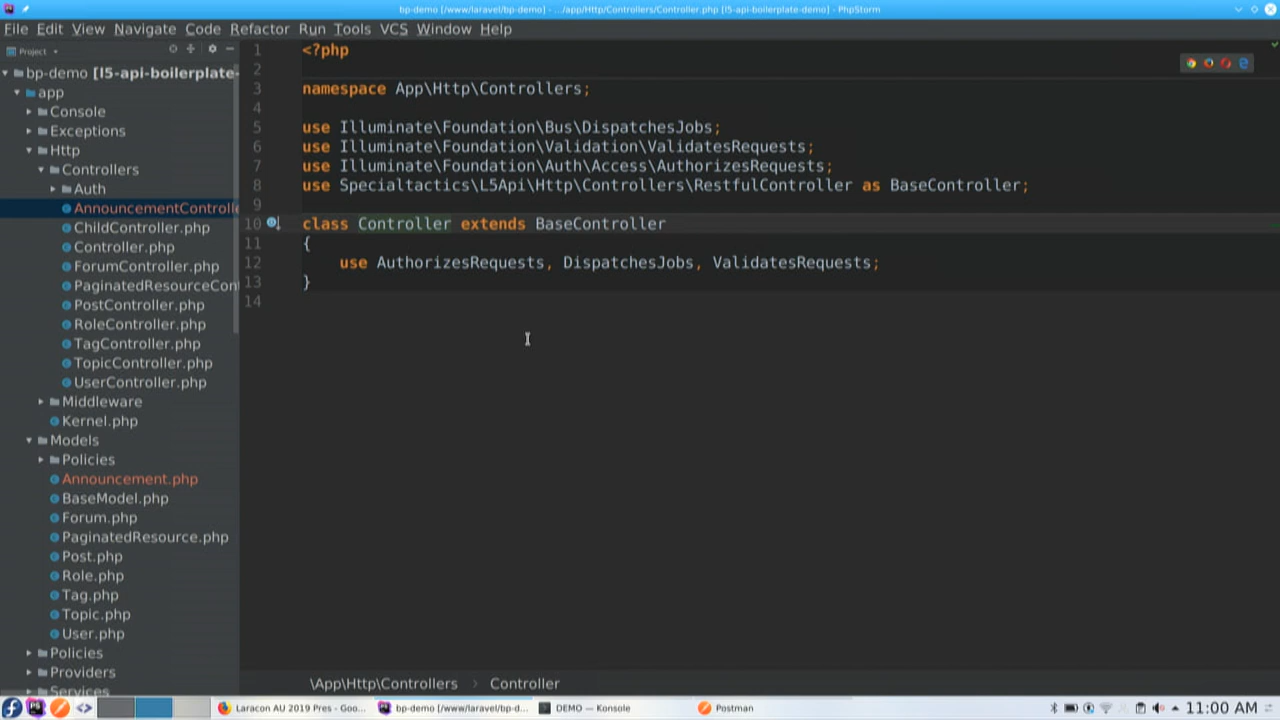 bp-demo [/www/laravel/bp-demo] - .../app/Http/Controllers/Controller.php [l5-api-boilerplate-demo] - PhpStorm
File Edit View Navigate Code Refactor Run Tools VCS Window Help
Project
bp-demo [l5-api-boilerplate-
app
Console
Exceptions
Http
Controllers
Auth
AnnouncementControlle
ChildController.php
Controller.php
ForumController.php
PaginatedResourceCont
PostController.php
RoleController.php
TagController.php
TopicController.php
UserController.php
Middleware
Kernel.php
Models
Policies
Announcement.php
BaseModel.php
Forum.php
PaginatedResource.php
Post.php
Role.php
Tag.php
Topic.php
User.php
Policies
Providers
Services
1 <?php
2
3 namespace App\Http\Controllers;
4
5 use Illuminate\Foundation\Bus\DispatchesJobs;
6 use Illuminate\Foundation\Validation\ValidatesRequests;
7 use Illuminate\Foundation\Auth\Access\AuthorizesRequests;
8 use Specialtactics\L5Api\Http\Controllers\RestfulController as BaseController;
9
10 class Controller extends BaseController
11 {
12 use AuthorizesRequests, DispatchesJobs, ValidatesRequests;
13 }
14
\App\Http\Controllers › Controller
Laracon AU 2019 Pres - Goo... bp-demo [/www/laravel/bp-d... DEMO — Konsole Postman 11:00 AM